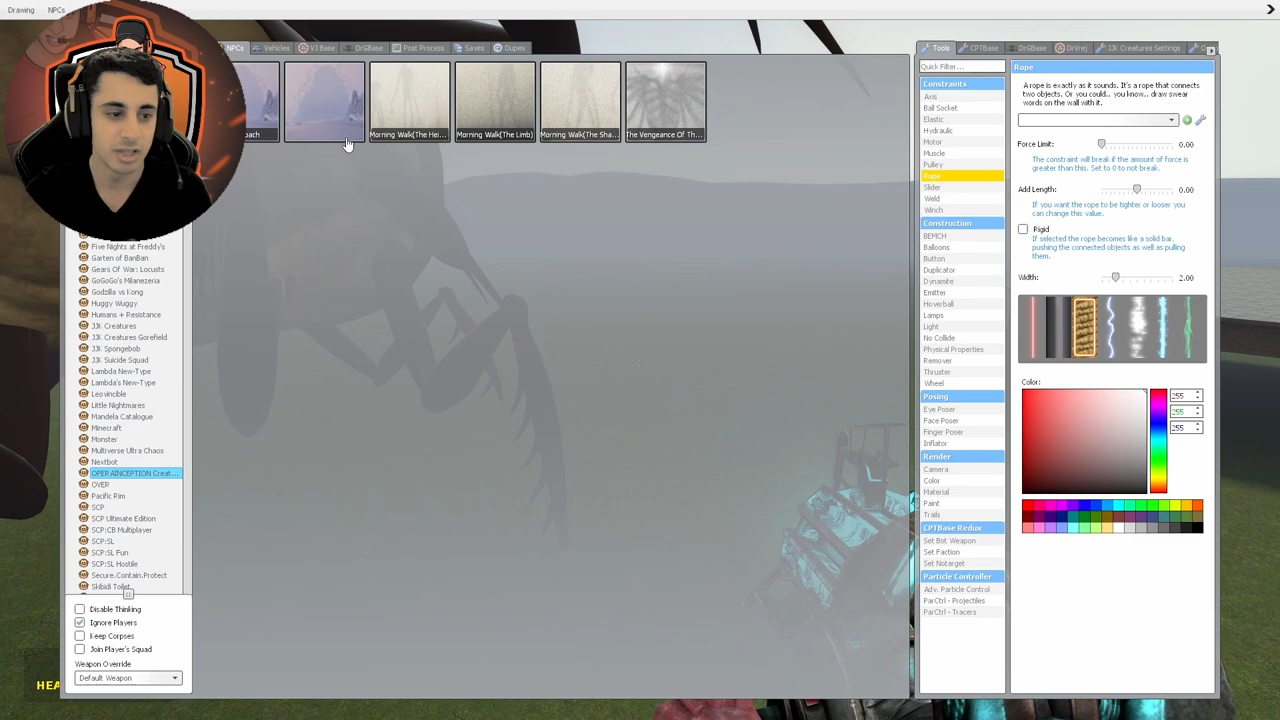 Drawing NPCs
NPCs Vehicles VJ Base DrGBase Post Process Saves Dupes
Tools CPTBase DrGBase DrVrej JJK Creatures Settings
oach
Morning Walk(The Hei...
Morning Walk(The Limb)
Morning Walk(The Sha...
The Vengeance Of Th...
Five Nights at Freddy's
Garten of BanBan
Gears Of War: Locusts
GoGoGo's Milanezeria
Godzilla vs Kong
Huggy Wuggy
Humans + Resistance
JJK Creatures
JJK Creatures Gorefield
JJK Spongebob
JJK Suicide Squad
Lambda New-Type
Lambda's New-Type
Leovincible
Little Nightmares
Mandela Catalogue
Minecraft
Monster
Multiverse Ultra Chaos
Nextbot
OPERAINCEPTION Creat...
OVER
Pacific Rim
SCP
SCP Ultimate Edition
SCP:CB Multiplayer
SCP:SL
SCP:SL Fun
SCP:SL Hostile
Secure.Contain.Protect
Skibidi Toilet
Disable Thinking
Ignore Players
Keep Corpses
Join Player's Squad
Weapon Override
Default Weapon
HEA
Quick Filter...
Constraints
Axis
Ball Socket
Elastic
Hydraulic
Motor
Muscle
Pulley
Rope
Slider
Weld
Winch
Construction
BEMCH
Balloons
Button
Duplicator
Dynamite
Emitter
Hoverball
Lamps
Light
No Collide
Physical Properties
Remover
Thruster
Wheel
Posing
Eye Poser
Face Poser
Finger Poser
Inflator
Render
Camera
Color
Material
Paint
Trails
CPTBase Redux
Set Bot Weapon
Set Faction
Set Notarget
Particle Controller
Adv. Particle Control
ParCtrl - Projectiles
ParCtrl - Tracers
Rope
A rope is exactly as it sounds. It's a rope that connects
two objects. Or you could.. you know.. draw swear
words on the wall with it.
Force Limit: 0.00
The constraint will break if the amount of force is
greater than this. Set to 0 to not break.
Add Length: 0.00
If you want the rope to be tighter or looser you
can change this value.
Rigid
If selected the rope becomes like a solid bar,
pushing the connected objects as well as pulling
them.
Width: 2.00
Color:
255
255
255